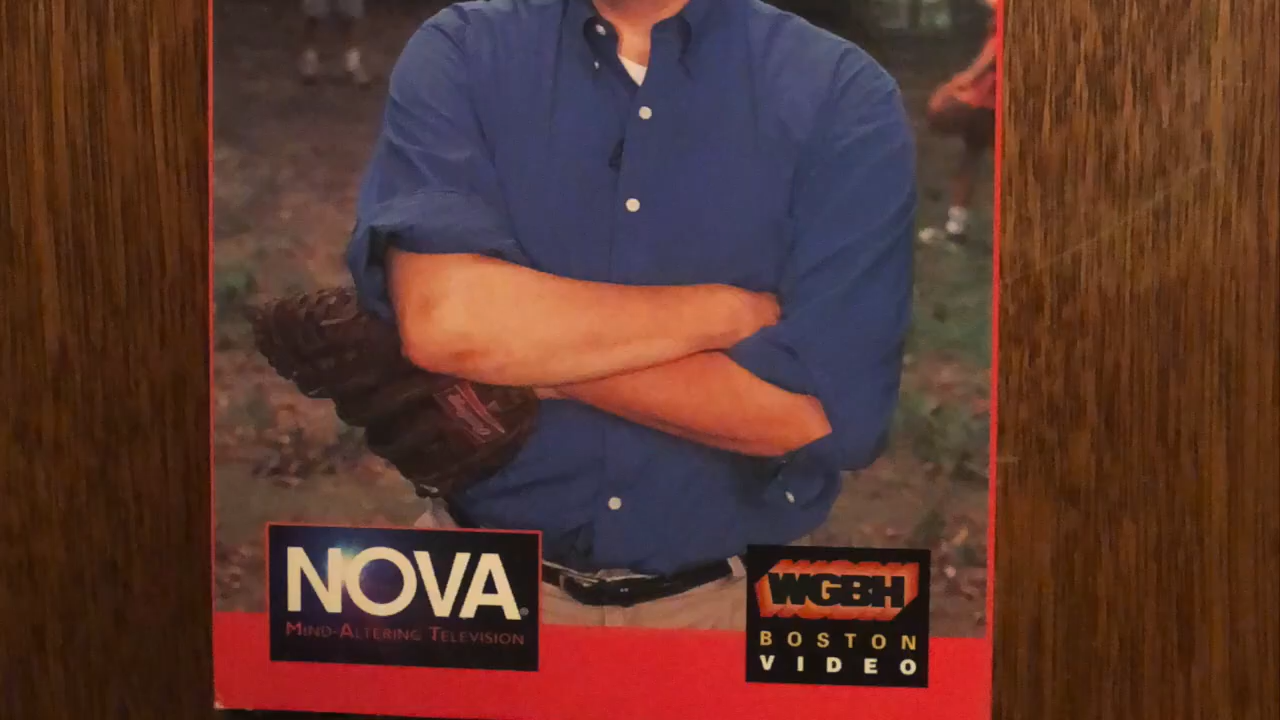 NOVA®
MIND-ALTERING TELEVISION
WGBH
BOSTON
VIDEO